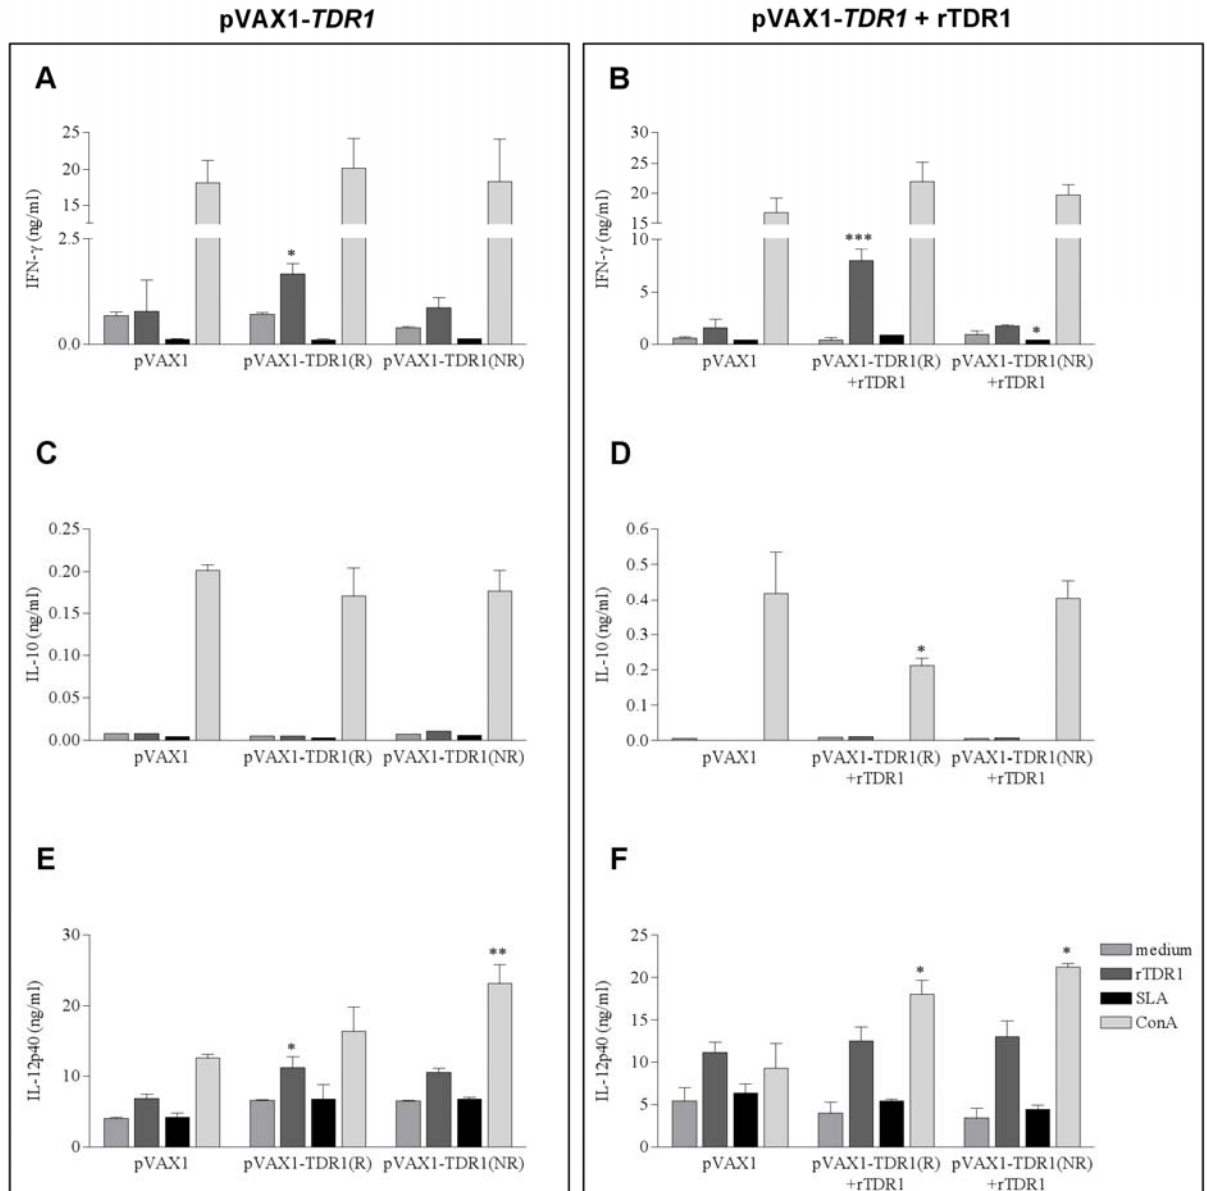 pVAX1-TDR1
pVAX1-TDR1 + rTDR1
A
25
20
15
2.5
0.0
IFN-γ (ng/ml)
*
pVAX1
pVAX1-TDR1(R)
pVAX1-TDR1(NR)
B
30
25
20
15
10
5
0
IFN-γ (ng/ml)
***
*
pVAX1
pVAX1-TDR1(R)
+rTDR1
pVAX1-TDR1(NR)
+rTDR1
C
0.25
0.20
0.15
0.10
0.05
0.00
IL-10 (ng/ml)
pVAX1
pVAX1-TDR1(R)
pVAX1-TDR1(NR)
D
0.6
0.5
0.4
0.3
0.2
0.1
0.0
IL-10 (ng/ml)
*
pVAX1
pVAX1-TDR1(R)
+rTDR1
pVAX1-TDR1(NR)
+rTDR1
E
30
20
10
0
IL-12p40 (ng/ml)
*
**
pVAX1
pVAX1-TDR1(R)
pVAX1-TDR1(NR)
F
25
20
15
10
5
0
IL-12p40 (ng/ml)
*
*
pVAX1
pVAX1-TDR1(R)
+rTDR1
pVAX1-TDR1(NR)
+rTDR1
medium
rTDR1
SLA
ConA